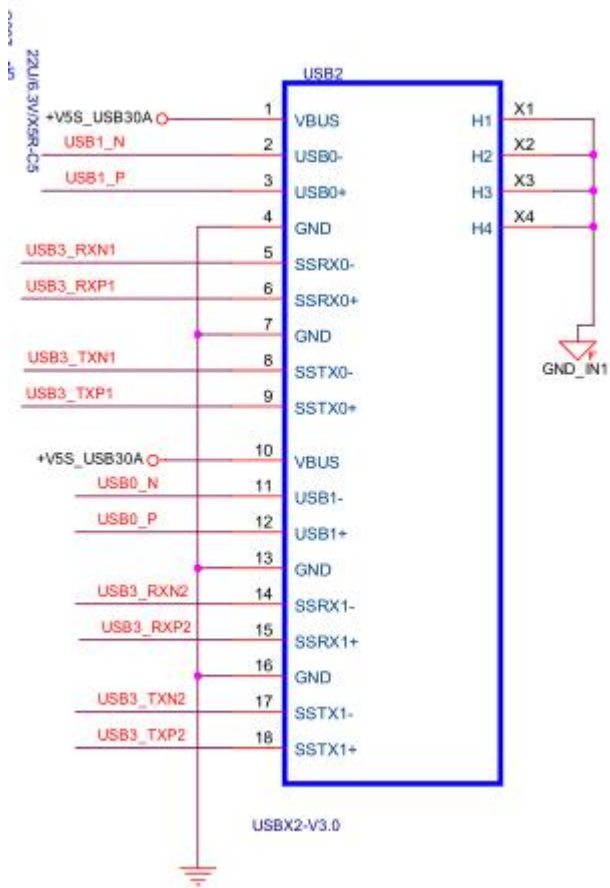 22U/6.3V/X5R-C5
USB2
+V5S_USB30A 1 VBUS H1 X1
USB1_N 2 USB0- H2 X2
USB1_P 3 USB0+ H3 X3
4 GND H4 X4
USB3_RXN1 5 SSRX0-
USB3_RXP1 6 SSRX0+
7 GND
GND_IN1
USB3_TXN1 8 SSTX0-
USB3_TXP1 9 SSTX0+
+V5S_USB30A 10 VBUS
USB0_N 11 USB1-
USB0_P 12 USB1+
13 GND
USB3_RXN2 14 SSRX1-
USB3_RXP2 15 SSRX1+
16 GND
USB3_TXN2 17 SSTX1-
USB3_TXP2 18 SSTX1+
USBX2-V3.0